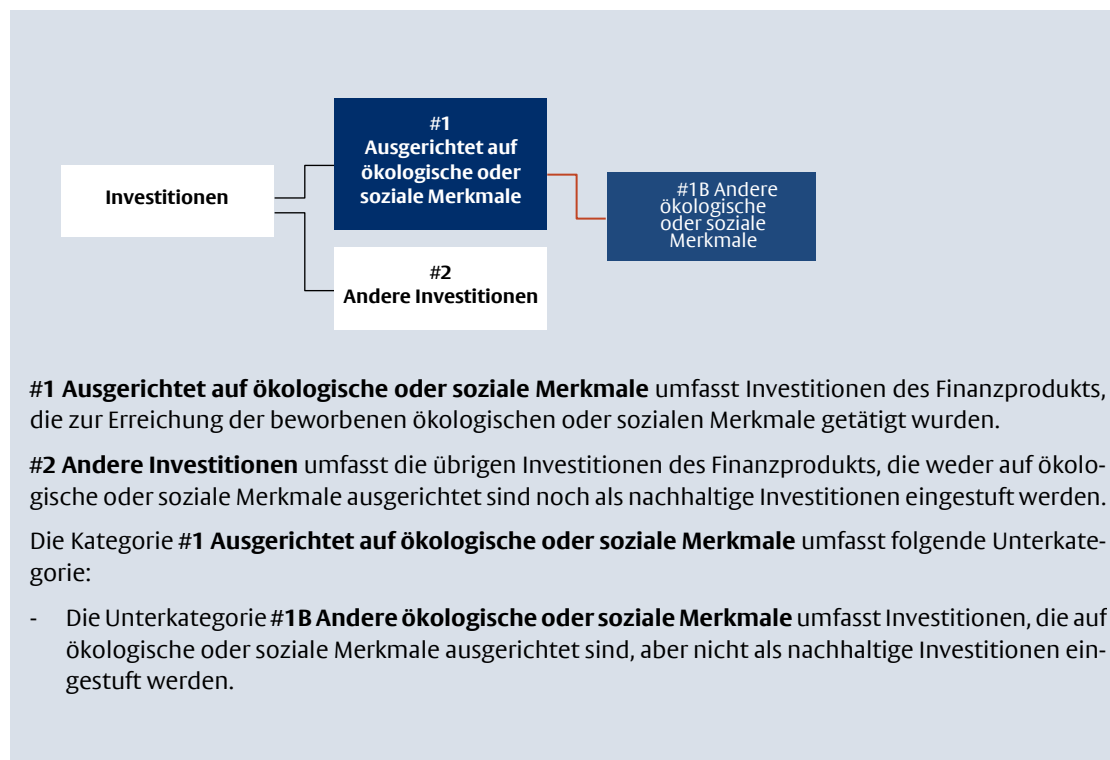 #1
Ausgerichtet auf
ökologische oder
soziale Merkmale
Investitionen
#1B Andere
ökologische
oder soziale
Merkmale
#2
Andere Investitionen
#1 Ausgerichtet auf ökologische oder soziale Merkmale umfasst Investitionen des Finanzprodukts,
die zur Erreichung der beworbenen ökologischen oder sozialen Merkmale getätigt wurden.
#2 Andere Investitionen umfasst die übrigen Investitionen des Finanzprodukts, die weder auf ökolo-
gische oder soziale Merkmale ausgerichtet sind noch als nachhaltige Investitionen eingestuft werden.
Die Kategorie #1 Ausgerichtet auf ökologische oder soziale Merkmale umfasst folgende Unterkate-
gorie:
- Die Unterkategorie #1B Andere ökologische oder soziale Merkmale umfasst Investitionen, die auf
ökologische oder soziale Merkmale ausgerichtet sind, aber nicht als nachhaltige Investitionen ein-
gestuft werden.